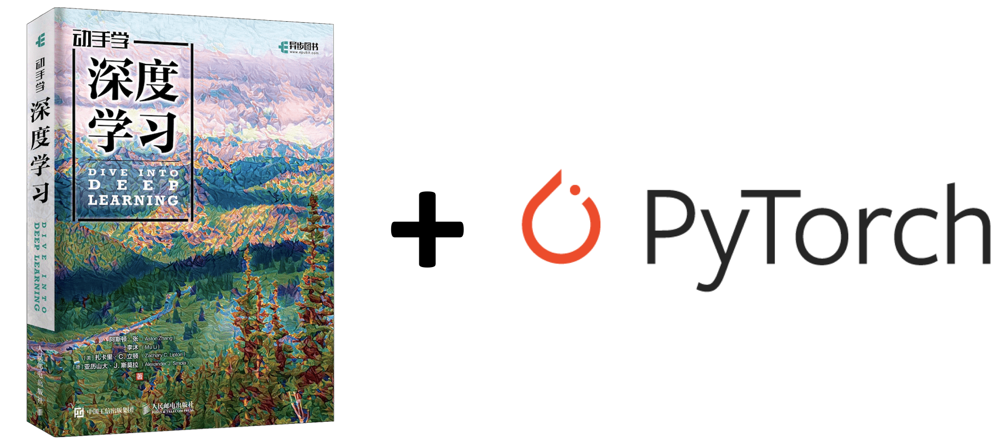 动手学
深度
学习
DIVE INTO
DEEP
LEARNING
异步图书
www.epubit.com
动手学
深度学习
DIVE INTO
DEEP LEARNING
人民邮电出版社
阿斯顿·张（Aston Zhang）
李沐（Mu Li）
[美] 扎卡里·C. 立顿（Zachary C. Lipton）
[德] 亚历山大·J. 斯莫拉（Alexander J. Smola）
著
中国工信出版集团
人民邮电出版社
POSTS & TELECOM PRESS
PyTorch